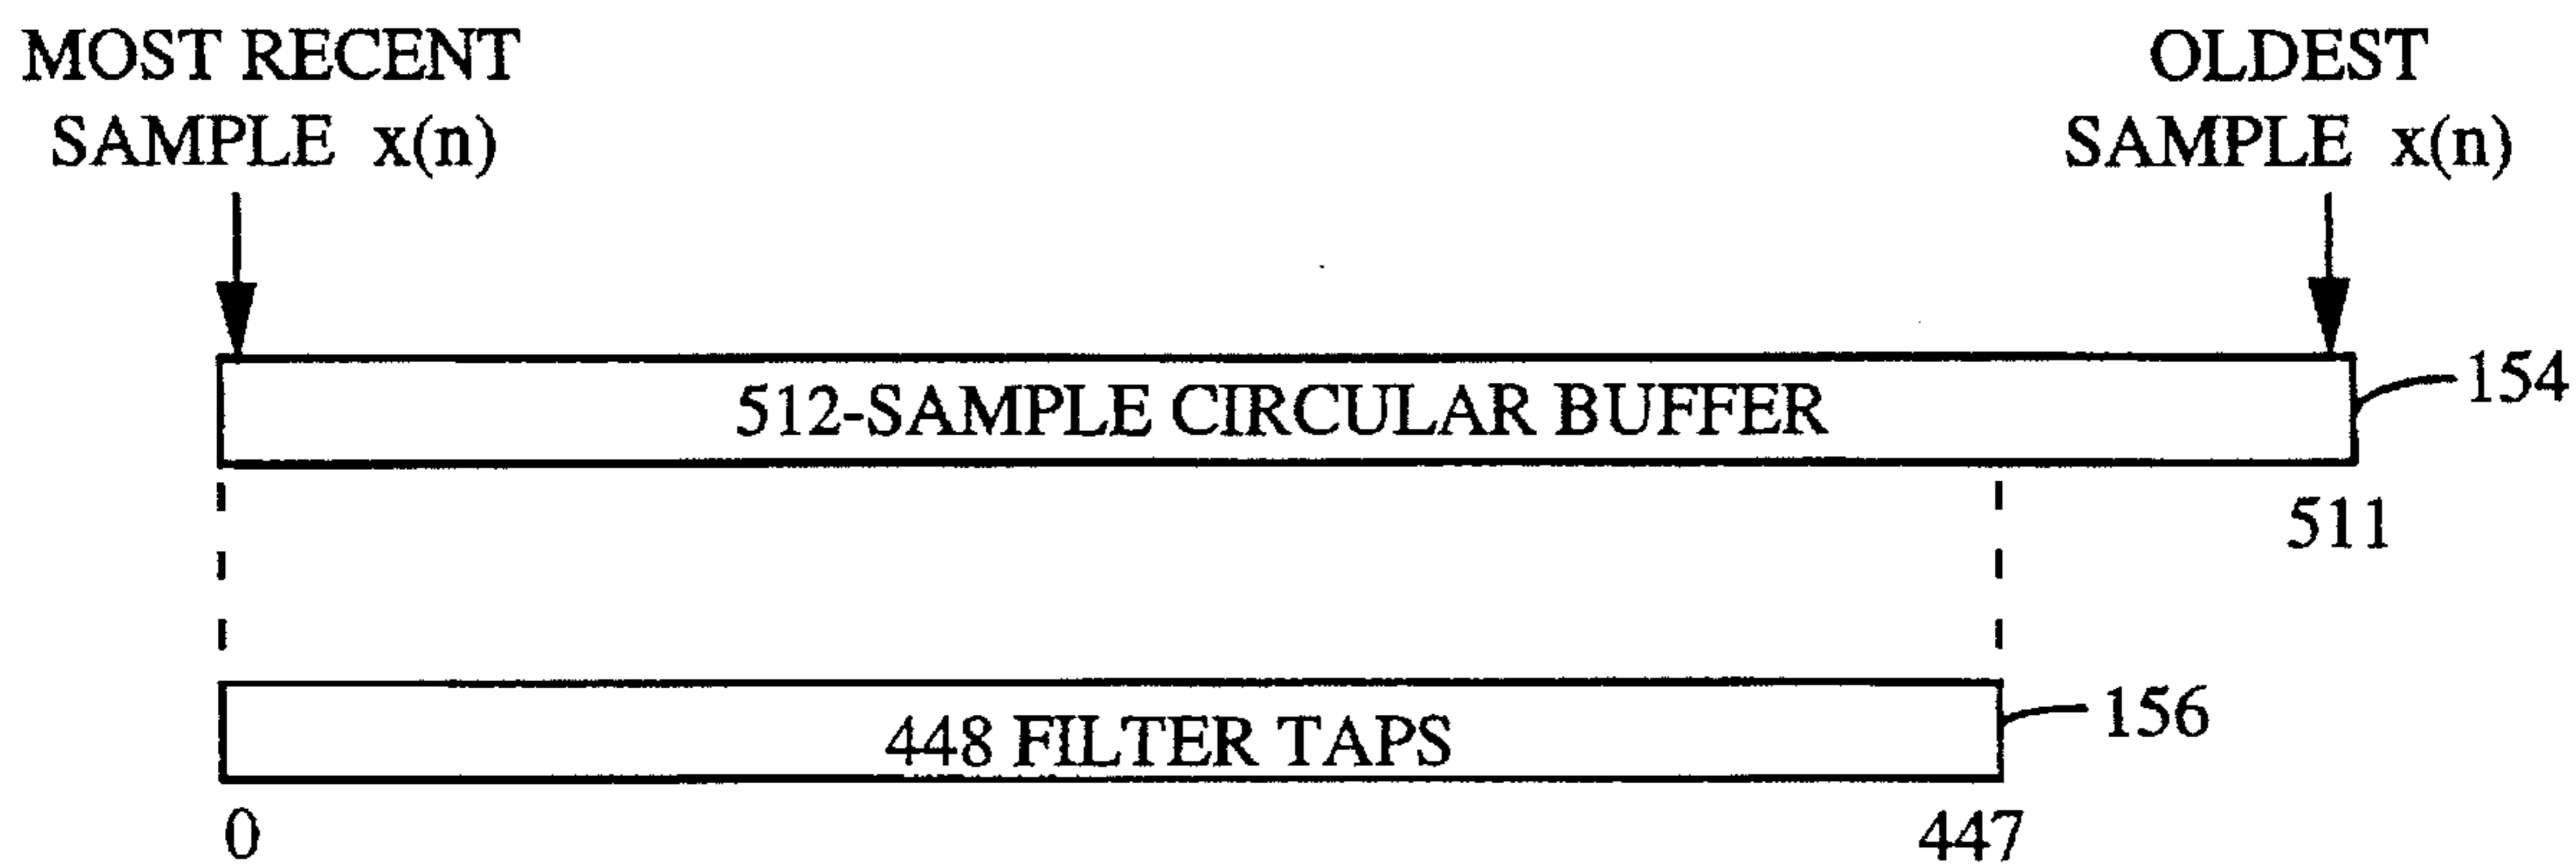 MOST RECENT
SAMPLE x(n)
OLDEST
SAMPLE x(n)
512-SAMPLE CIRCULAR BUFFER
154
511
448 FILTER TAPS
156
0
447